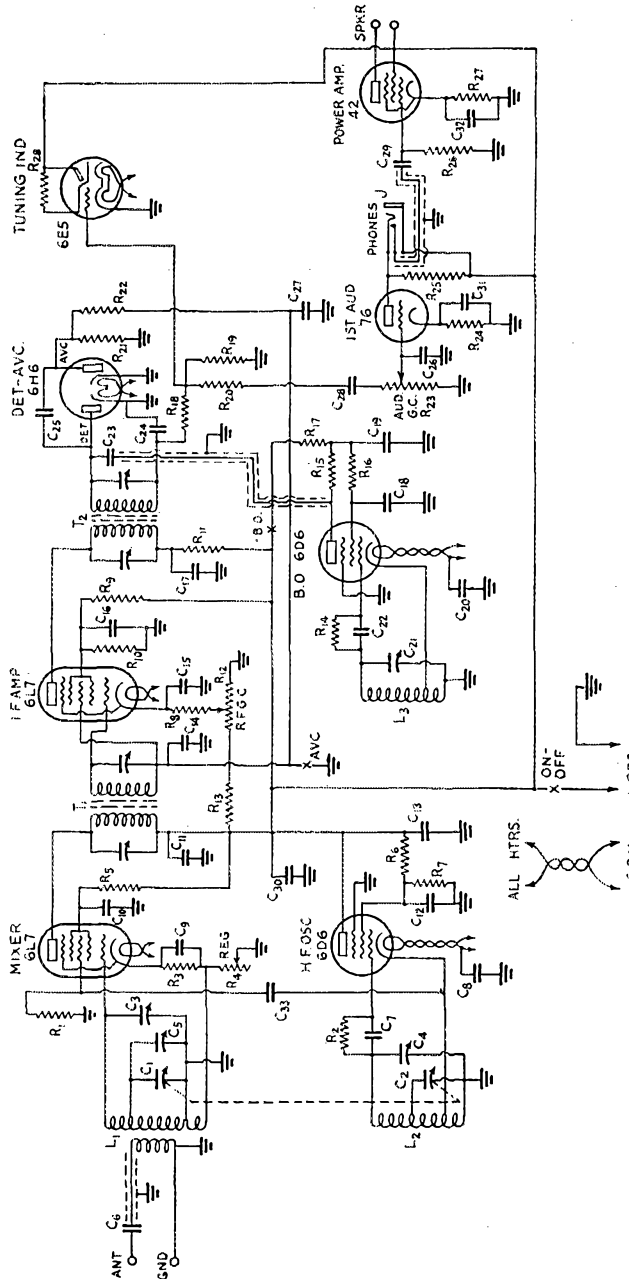 TUNING IND
6E5
R28
SPKR
POWER AMP.
42
R27
C32
C29
R26
PHONES
J
R25
1ST AUD
76
C31
R24
C26
AUD.
G.C.
R23
C28
DET-AVC.
6H6
AVC
DET
R22
R21
C27
C25
C23
C24
R18
R19
R20
R17
C19
R15
R16
C18
B.O.
B.O 6D6
C20
R14
C22
C21
L3
T2
R11
C17
I F AMP
6L7
R9
C16
R10
C15
R8
C14
R12
R.F.G.C
AVC
R13
C11
C30
MIXER
6L7
R5
C10
C9
R3
REG
R4
R1
C3
C5
C1
L1
C33
C6
ANT
GND
H F OSC
6D6
R6
C13
R7
C12
C8
R2
C7
C4
C2
L2
ON-
OFF
ALL HTRS.